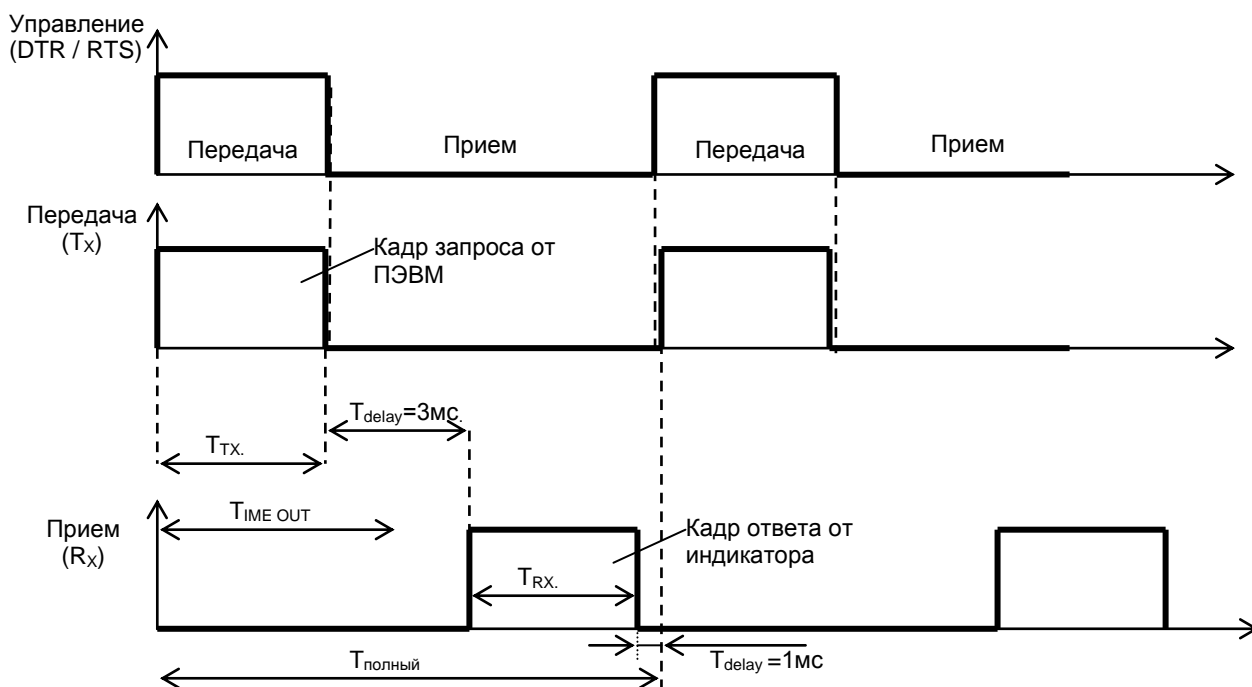 Управление
(DTR / RTS)
Передача
Прием
Передача
Прием
Передача
(TX)
Кадр запроса от
ПЭВМ
Tdelay=3мс.
TTX.
TIME OUT
Прием
(RX)
Кадр ответа от
индикатора
TRX.
Tdelay =1мс
Tполный